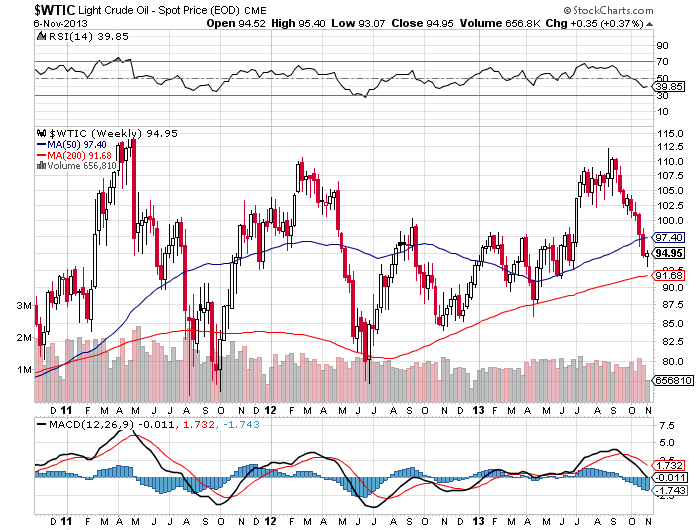 $WTIC Light Crude Oil - Spot Price (EOD) CME
© StockCharts.com
6-Nov-2013 Open 94.52 High 95.40 Low 93.07 Close 94.95 Volume 656.8K Chg +0.35 (+0.37%)
RSI(14) 39.85
90
70
50
39.85
30
10
$WTIC (Weekly) 94.95
MA(50) 97.40
MA(200) 91.68
Volume 656,810
115.0
112.5
110.0
107.5
105.0
102.5
100.0
97.40
94.95
91.68
90.0
87.5
85.0
82.5
80.0
3M
2M
1M
656810
11 F M A M J J A S O N D 12 F M A M J J A S O N D 13 F M A M J J A S O N
MACD(12,26,9) -0.011, 1.732, -1.743
7.5
5.0
1.732
-0.011
-1.743
11 F M A M J J A S O N D 12 F M A M J J A S O N D 13 F M A M J J A S O N